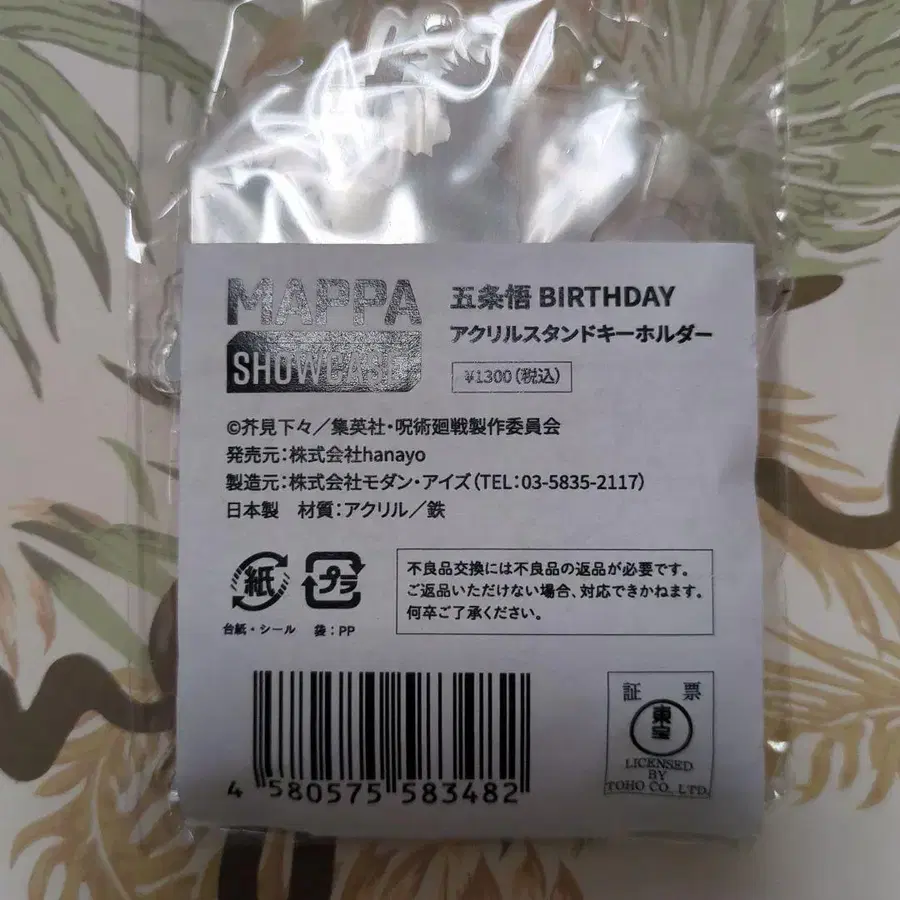 MAPPA
SHOWCASE
五条悟 BIRTHDAY
アクリルスタンドキーホルダー
¥1300(税込)
©芥見下々／集英社・呪術廻戦製作委員会
発売元:株式会社hanayo
製造元:株式会社モダン・アイズ(TEL:03-5835-2117)
日本製　材質:アクリル／鉄
紙
プラ
台紙・シール 袋:PP
不良品交換には不良品の返品が必要です。
ご返品いただけない場合、対応できかねます。
何卒ご了承ください。
4 580575 583482
証 票
東宝
LICENSED
BY
TOHO CO., LTD.